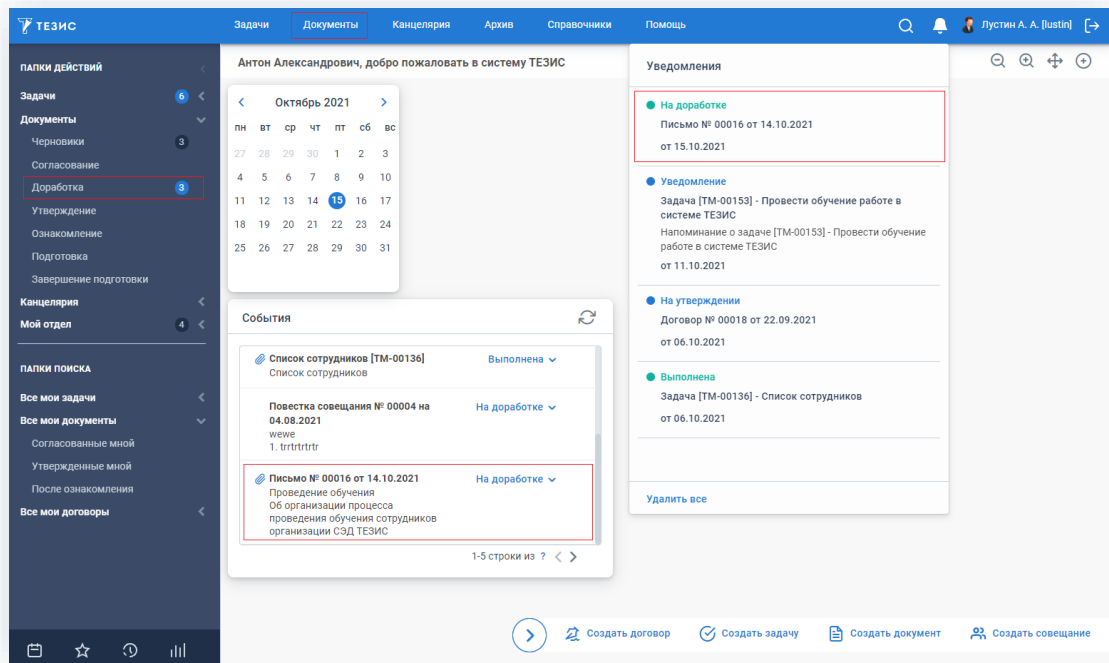 ТЕЗИС
Задачи Документы Канцелярия Архив Справочники Помощь
Лустин А. А. [lustin]
ПАПКИ ДЕЙСТВИЙ
Задачи 6
Документы
Черновики 3
Согласование
Доработка 3
Утверждение
Ознакомление
Подготовка
Завершение подготовки
Канцелярия
Мой отдел 4
ПАПКИ ПОИСКА
Все мои задачи
Все мои документы
Согласованные мной
Утвержденные мной
После ознакомления
Все мои договоры
Антон Александрович, добро пожаловать в систему ТЕЗИС
Октябрь 2021
пн вт ср чт пт сб вс
27 28 29 30 1 2 3
4 5 6 7 8 9 10
11 12 13 14 15 16 17
18 19 20 21 22 23 24
25 26 27 28 29 30 31
События
Список сотрудников [ТМ-00136] Выполнена
Список сотрудников
Повестка совещания № 00004 на На доработке
04.08.2021
wewe
1. trrtrtrtrtr
Письмо № 00016 от 14.10.2021 На доработке
Проведение обучения
Об организации процесса
проведения обучения сотрудников
организации СЭД ТЕЗИС
1-5 строки из ?
Уведомления
На доработке
Письмо № 00016 от 14.10.2021
от 15.10.2021
Уведомление
Задача [ТМ-00153] - Провести обучение работе в
системе ТЕЗИС
Напоминание о задаче [ТМ-00153] - Провести обучение
работе в системе ТЕЗИС
от 11.10.2021
На утверждении
Договор № 00018 от 22.09.2021
от 06.10.2021
Выполнена
Задача [ТМ-00136] - Список сотрудников
от 06.10.2021
Удалить все
Создать договор Создать задачу Создать документ Создать совещание